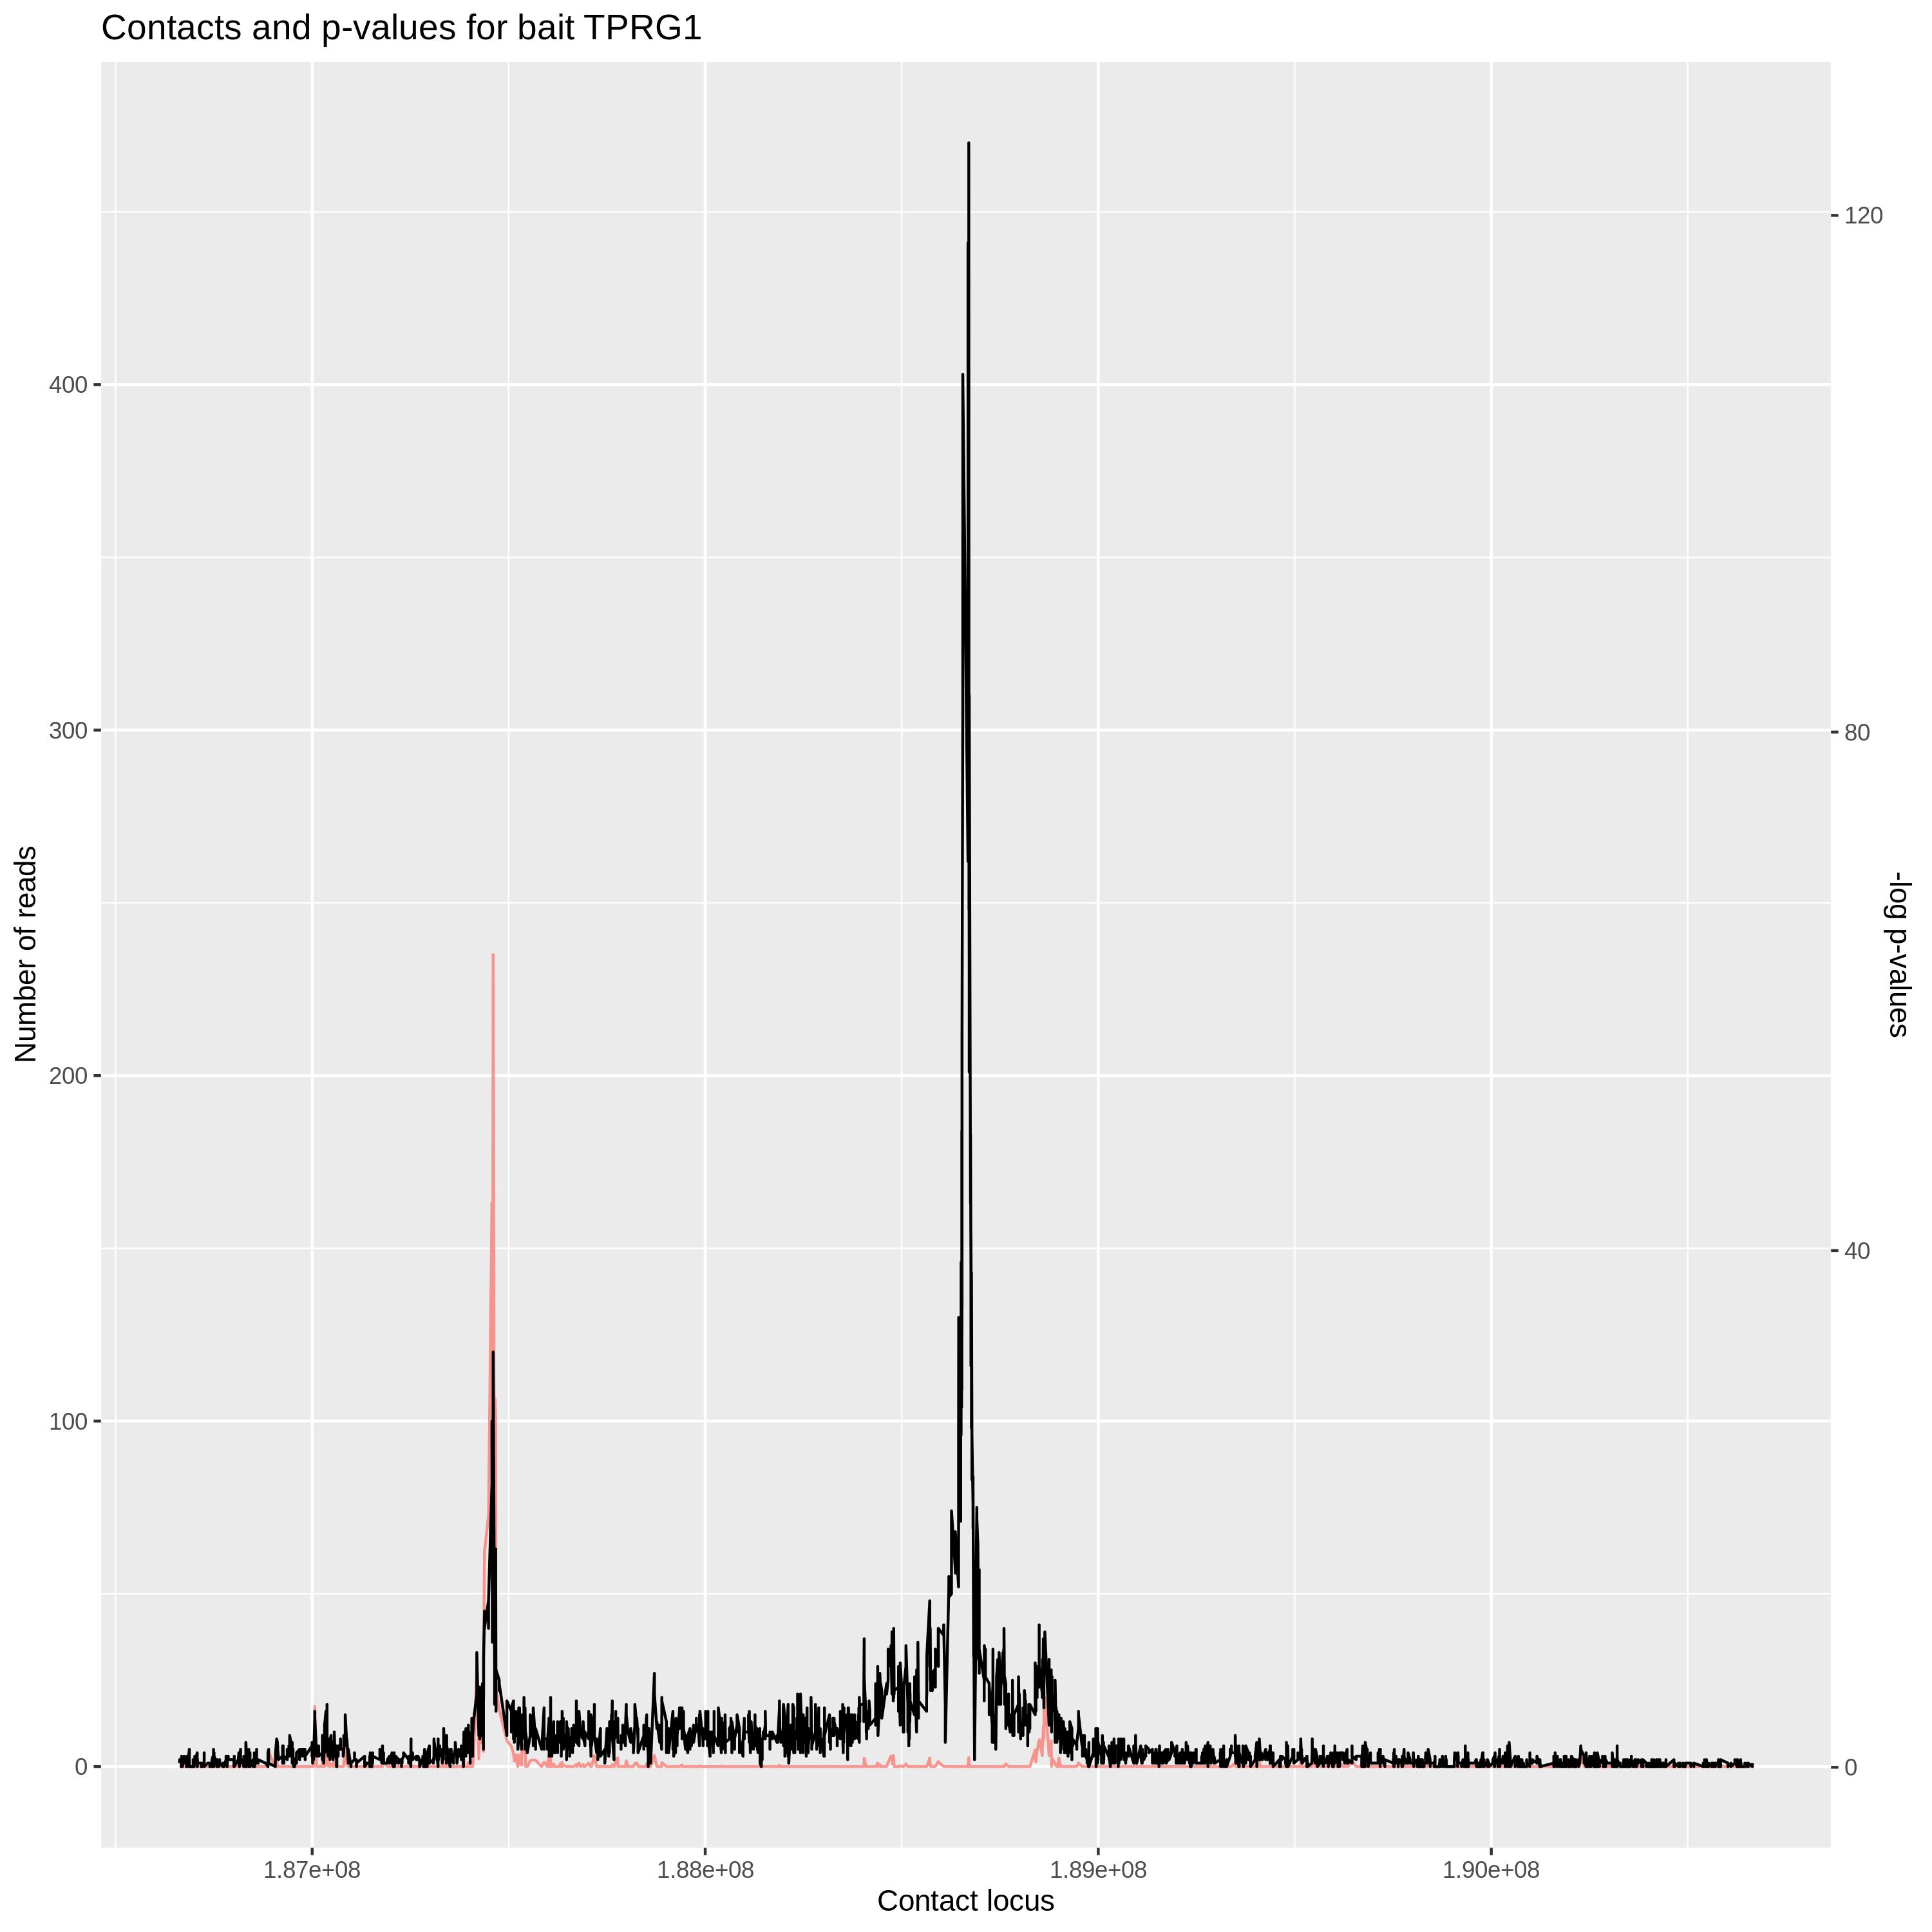 Contacts and p-values for bait TPRG1
Number of reads
400
300
200
100
0
120
80
40
0
-log p-values
1.87e+08
1.88e+08
1.89e+08
1.90e+08
Contact locus